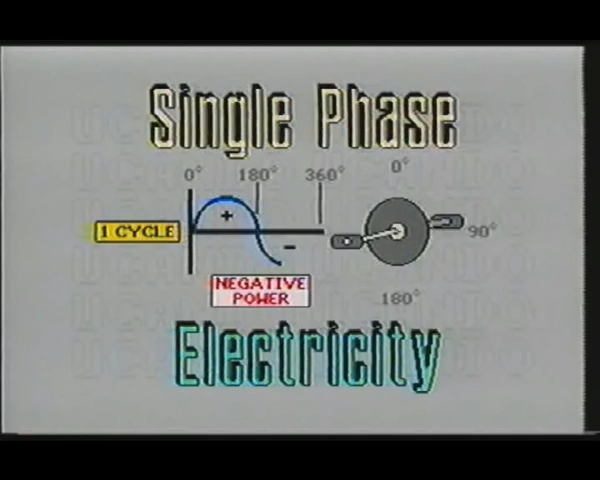 Single Phase
0° 180° 360° 0°
1 CYCLE + − 90°
NEGATIVE
POWER
180°
Electricity